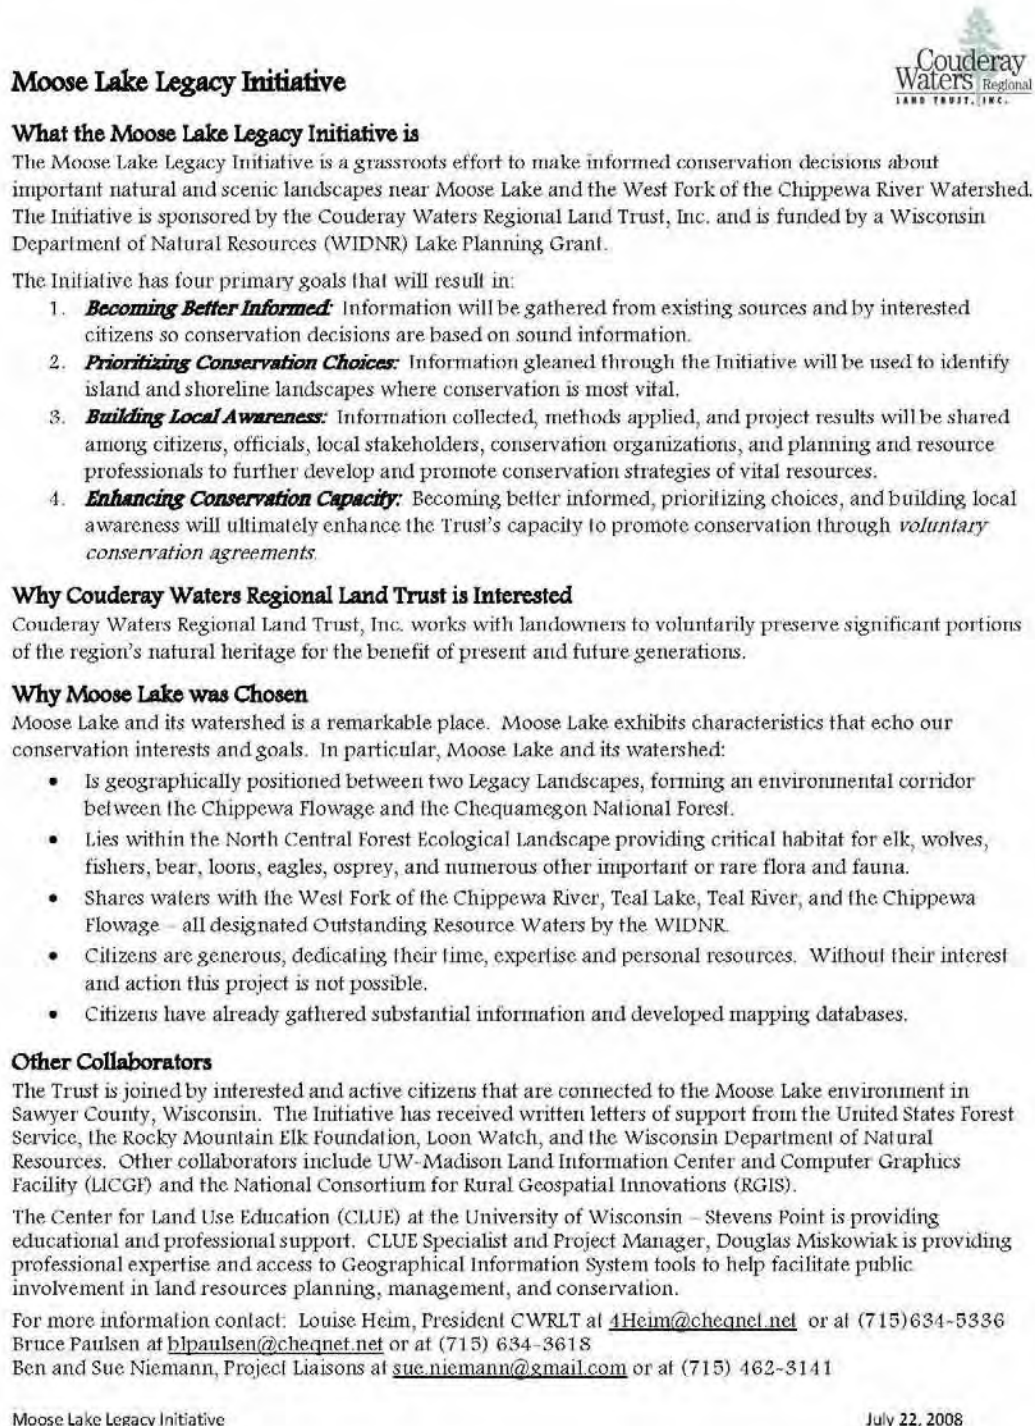 Couderay
Waters Regional
LAND TRUST, INC.
Moose Lake Legacy Initiative
What the Moose Lake Legacy Initiative is
The Moose Lake Legacy Initiative is a grassroots effort to make informed conservation decisions about
important natural and scenic landscapes near Moose Lake and the West Fork of the Chippewa River Watershed.
The Initiative is sponsored by the Couderay Waters Regional Land Trust, Inc. and is funded by a Wisconsin
Department of Natural Resources (WIDNR) Lake Planning Grant.
The Initiative has four primary goals that will result in:
1. Becoming Better Informed: Information will be gathered from existing sources and by interested
citizens so conservation decisions are based on sound information.
2. Prioritizing Conservation Choices: Information gleaned through the Initiative will be used to identify
island and shoreline landscapes where conservation is most vital.
3. Building Local Awareness: Information collected, methods applied, and project results will be shared
among citizens, officials, local stakeholders, conservation organizations, and planning and resource
professionals to further develop and promote conservation strategies of vital resources.
4. Enhancing Conservation Capacity: Becoming better informed, prioritizing choices, and building local
awareness will ultimately enhance the Trust's capacity to promote conservation through voluntary
conservation agreements.
Why Couderay Waters Regional Land Trust is Interested
Couderay Waters Regional Land Trust, Inc. works with landowners to voluntarily preserve significant portions
of the region's natural heritage for the benefit of present and future generations.
Why Moose Lake was Chosen
Moose Lake and its watershed is a remarkable place. Moose Lake exhibits characteristics that echo our
conservation interests and goals. In particular, Moose Lake and its watershed:
• Is geographically positioned between two Legacy Landscapes, forming an environmental corridor
between the Chippewa Flowage and the Chequamegon National Forest.
• Lies within the North Central Forest Ecological Landscape providing critical habitat for elk, wolves,
fishers, bear, loons, eagles, osprey, and numerous other important or rare flora and fauna.
• Shares waters with the West Fork of the Chippewa River, Teal Lake, Teal River, and the Chippewa
Flowage – all designated Outstanding Resource Waters by the WIDNR.
• Citizens are generous, dedicating their time, expertise and personal resources. Without their interest
and action this project is not possible.
• Citizens have already gathered substantial information and developed mapping databases.
Other Collaborators
The Trust is joined by interested and active citizens that are connected to the Moose Lake environment in
Sawyer County, Wisconsin. The Initiative has received written letters of support from the United States Forest
Service, the Rocky Mountain Elk Foundation, Loon Watch, and the Wisconsin Department of Natural
Resources. Other collaborators include UW-Madison Land Information Center and Computer Graphics
Facility (LICGF) and the National Consortium for Rural Geospatial Innovations (RGIS).
The Center for Land Use Education (CLUE) at the University of Wisconsin – Stevens Point is providing
educational and professional support. CLUE Specialist and Project Manager, Douglas Miskowiak is providing
professional expertise and access to Geographical Information System tools to help facilitate public
involvement in land resources planning, management, and conservation.
For more information contact: Louise Heim, President CWRLT at 4Heim@cheqnet.net or at (715)634-5336
Bruce Paulsen at blpaulsen@cheqnet.net or at (715) 634-3618
Ben and Sue Niemann, Project Liaisons at sue.niemann@gmail.com or at (715) 462-3141
Moose Lake Legacy Initiative July 22, 2008